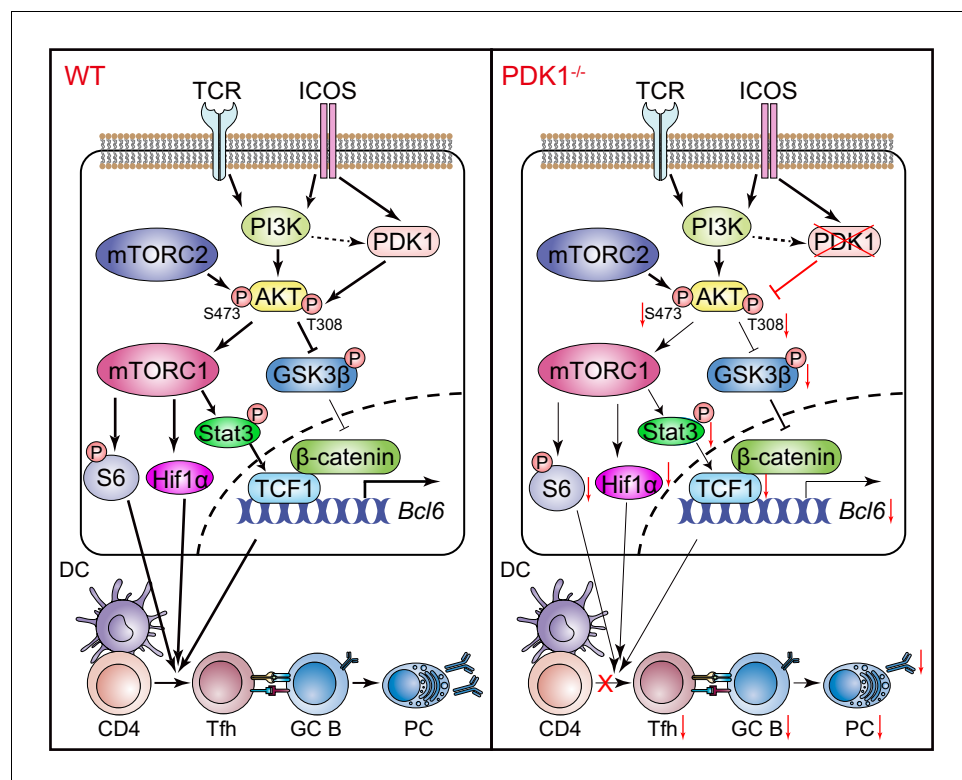 WT
TCR ICOS
PI3K
PDK1
mTORC2
P AKT P
S473
T308
mTORC1
P
GSK3β
P
Stat3
P
β-catenin
S6
Hif1α
TCF1
Bcl6
DC
CD4
Tfh
GC B
PC
PDK1-/-
TCR ICOS
PI3K
PDK1
mTORC2
P AKT P
S473
T308
mTORC1
P
GSK3β
P
Stat3
P
β-catenin
S6
Hif1α
TCF1
Bcl6
DC
X
CD4
Tfh
GC B
PC